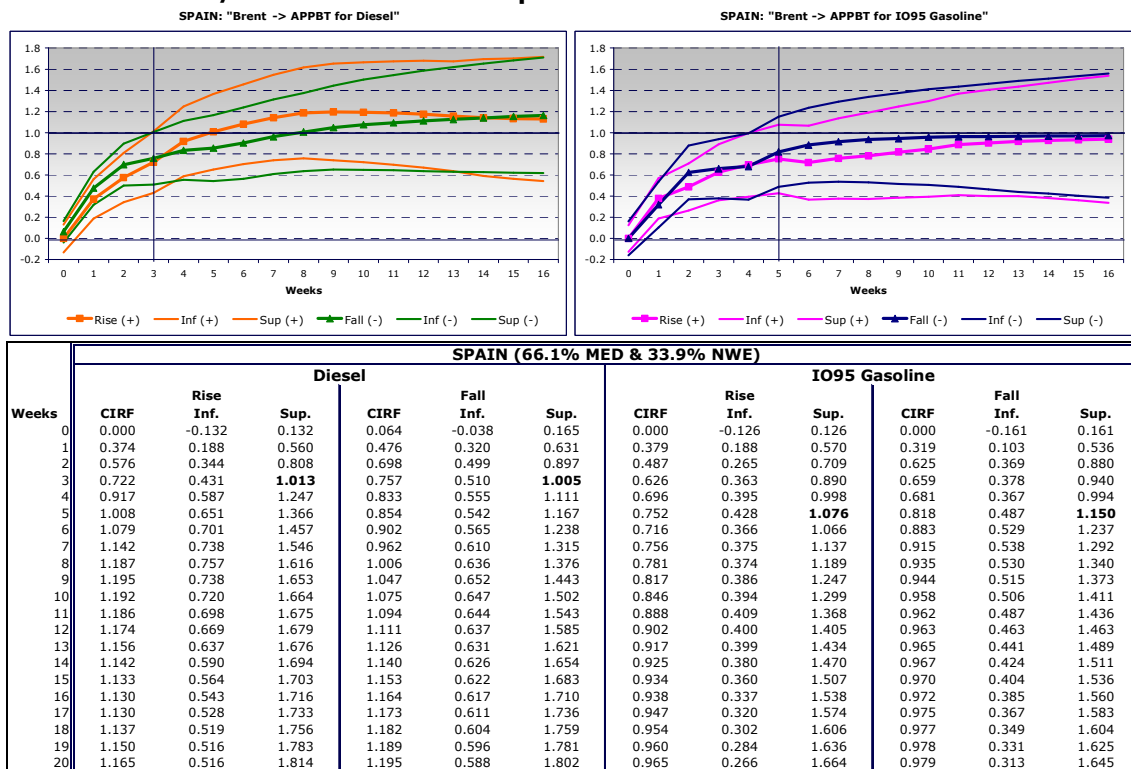 SPAIN: "Brent -> APPBT for Diesel"
1.8
1.6
1.4
1.2
1.0
0.8
0.6
0.4
0.2
0.0
-0.2
0 1 2 3 4 5 6 7 8 9 10 11 12 13 14 15 16
Weeks
Rise (+) Inf (+) Sup (+) Fall (-) Inf (-) Sup (-)
SPAIN: "Brent -> APPBT for IO95 Gasoline"
1.8
1.6
1.4
1.2
1.0
0.8
0.6
0.4
0.2
0.0
-0.2
0 1 2 3 4 5 6 7 8 9 10 11 12 13 14 15 16
Weeks
Rise (+) Inf (+) Sup (+) Fall (-) Inf (-) Sup (-)
SPAIN (66.1% MED & 33.9% NWE)
Diesel IO95 Gasoline
Rise Fall Rise Fall
Weeks CIRF Inf. Sup. CIRF Inf. Sup. CIRF Inf. Sup. CIRF Inf. Sup.
0 0.000 -0.132 0.132 0.064 -0.038 0.165 0.000 -0.126 0.126 0.000 -0.161 0.161
1 0.374 0.188 0.560 0.476 0.320 0.631 0.379 0.188 0.570 0.319 0.103 0.536
2 0.576 0.344 0.808 0.698 0.499 0.897 0.487 0.265 0.709 0.625 0.369 0.880
3 0.722 0.431 1.013 0.757 0.510 1.005 0.626 0.363 0.890 0.659 0.378 0.940
4 0.917 0.587 1.247 0.833 0.555 1.111 0.696 0.395 0.998 0.681 0.367 0.994
5 1.008 0.651 1.366 0.854 0.542 1.167 0.752 0.428 1.076 0.818 0.487 1.150
6 1.079 0.701 1.457 0.902 0.565 1.238 0.716 0.366 1.066 0.883 0.529 1.237
7 1.142 0.738 1.546 0.962 0.610 1.315 0.756 0.375 1.137 0.915 0.538 1.292
8 1.187 0.757 1.616 1.006 0.636 1.376 0.781 0.374 1.189 0.935 0.530 1.340
9 1.195 0.738 1.653 1.047 0.652 1.443 0.817 0.386 1.247 0.944 0.515 1.373
10 1.192 0.720 1.664 1.075 0.647 1.502 0.846 0.394 1.299 0.958 0.506 1.411
11 1.186 0.698 1.675 1.094 0.644 1.543 0.888 0.409 1.368 0.962 0.487 1.436
12 1.174 0.669 1.679 1.111 0.637 1.585 0.902 0.400 1.405 0.963 0.463 1.463
13 1.156 0.637 1.676 1.126 0.631 1.621 0.917 0.399 1.434 0.965 0.441 1.489
14 1.142 0.590 1.694 1.140 0.626 1.654 0.925 0.380 1.470 0.967 0.424 1.511
15 1.133 0.564 1.703 1.153 0.622 1.683 0.934 0.360 1.507 0.970 0.404 1.536
16 1.130 0.543 1.716 1.164 0.617 1.710 0.938 0.337 1.538 0.972 0.385 1.560
17 1.130 0.528 1.733 1.173 0.611 1.736 0.947 0.320 1.574 0.975 0.367 1.583
18 1.137 0.519 1.756 1.182 0.604 1.759 0.954 0.302 1.606 0.977 0.349 1.604
19 1.150 0.516 1.783 1.189 0.596 1.781 0.960 0.284 1.636 0.978 0.331 1.625
20 1.165 0.516 1.814 1.195 0.588 1.802 0.965 0.266 1.664 0.979 0.313 1.645